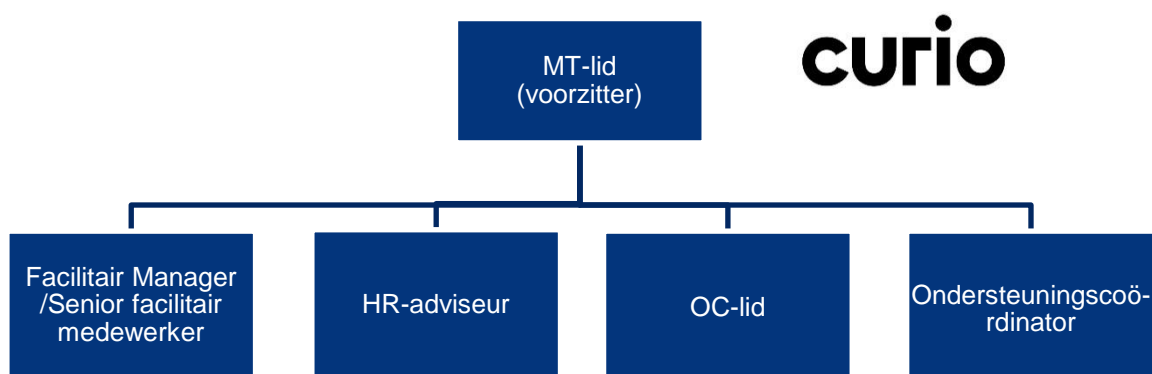 curio
MT-lid
(voorzitter)
Facilitair Manager
/Senior facilitair
medewerker
HR-adviseur
OC-lid
Ondersteuningscoö-
rdinator